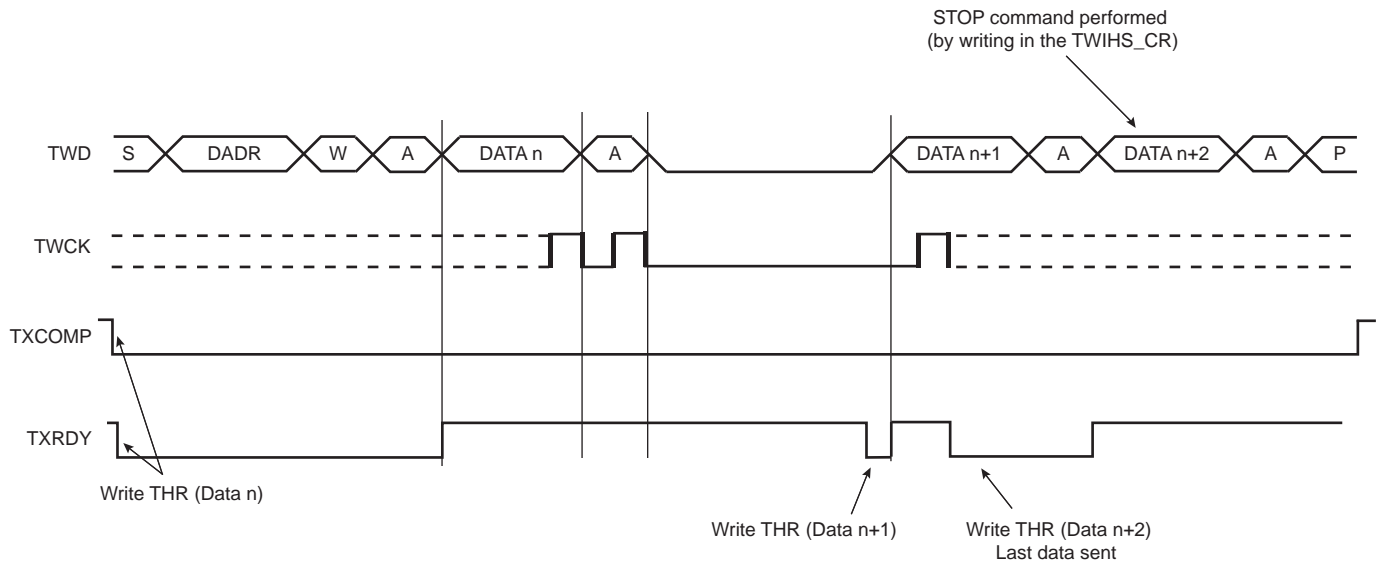 STOP command performed
(by writing in the TWIHS_CR)
TWD S DADR W A DATA n A DATA n+1 A DATA n+2 A P
TWCK
TXCOMP
TXRDY
Write THR (Data n)
Write THR (Data n+1) Write THR (Data n+2)
Last data sent